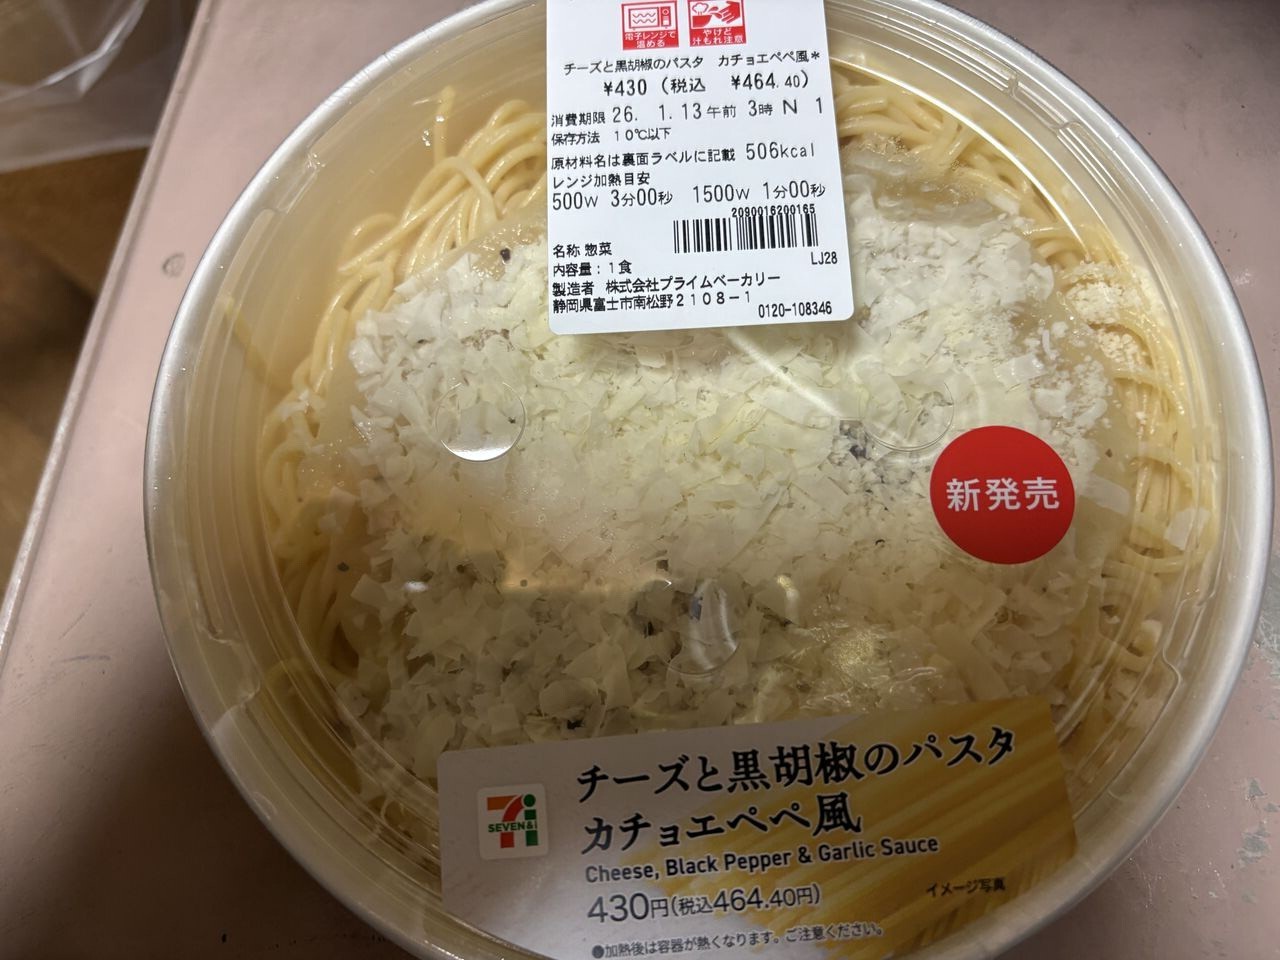 電子レンジで
温める
やけど
汁もれ注意
チーズと黒胡椒のパスタ カチョエペペ風*
¥430 (税込 ¥464.40)
消費期限 26. 1.13午前 3時 N 1
保存方法 10℃以下
原材料名は裏面ラベルに記載 506kcal
レンジ加熱目安
500W 3分00秒 1500W 1分00秒
2090016200165
名称 惣菜
LJ28
内容量:1食
製造者 株式会社プライムベーカリー
静岡県富士市南松野2108-1
0120-108346
新発売
チーズと黒胡椒のパスタ
カチョエペペ風
SEVEN&i
Cheese, Black Pepper & Garlic Sauce
430円(税込464.40円)
イメージ写真
●加熱後は容器が熱くなります。ご注意ください。